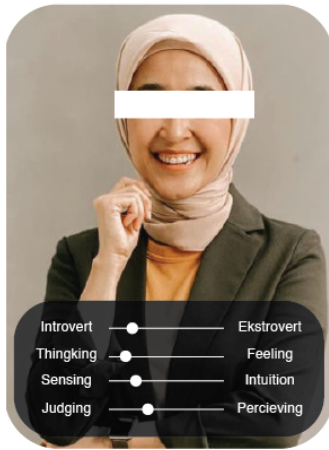 Introvert Ekstrovert
Thingking Feeling
Sensing Intuition
Judging Percieving